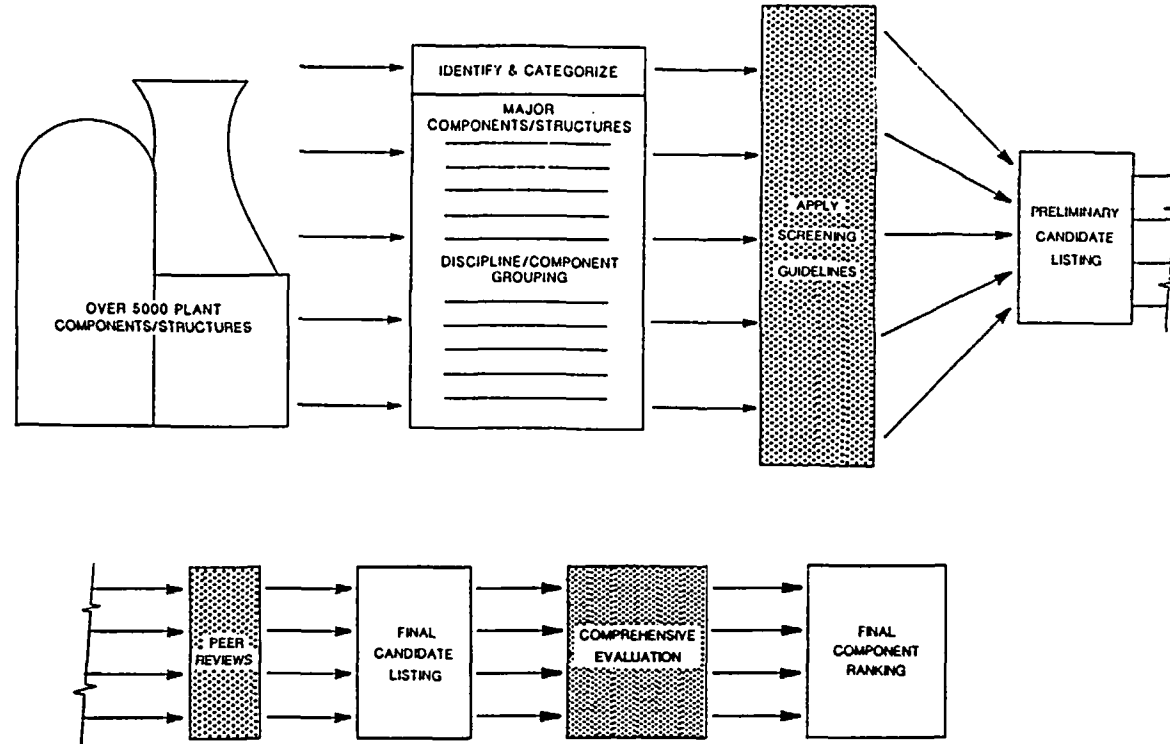 OVER 5000 PLANT
COMPONENTS/STRUCTURES
IDENTIFY & CATEGORIZE
MAJOR
COMPONENTS/STRUCTURES
DISCIPLINE/COMPONENT
GROUPING
APPLY
SCREENING
GUIDELINES
PRELIMINARY
CANDIDATE
LISTING
PEER
REVIEWS
FINAL
CANDIDATE
LISTING
COMPREHENSIVE
EVALUATION
FINAL
COMPONENT
RANKING